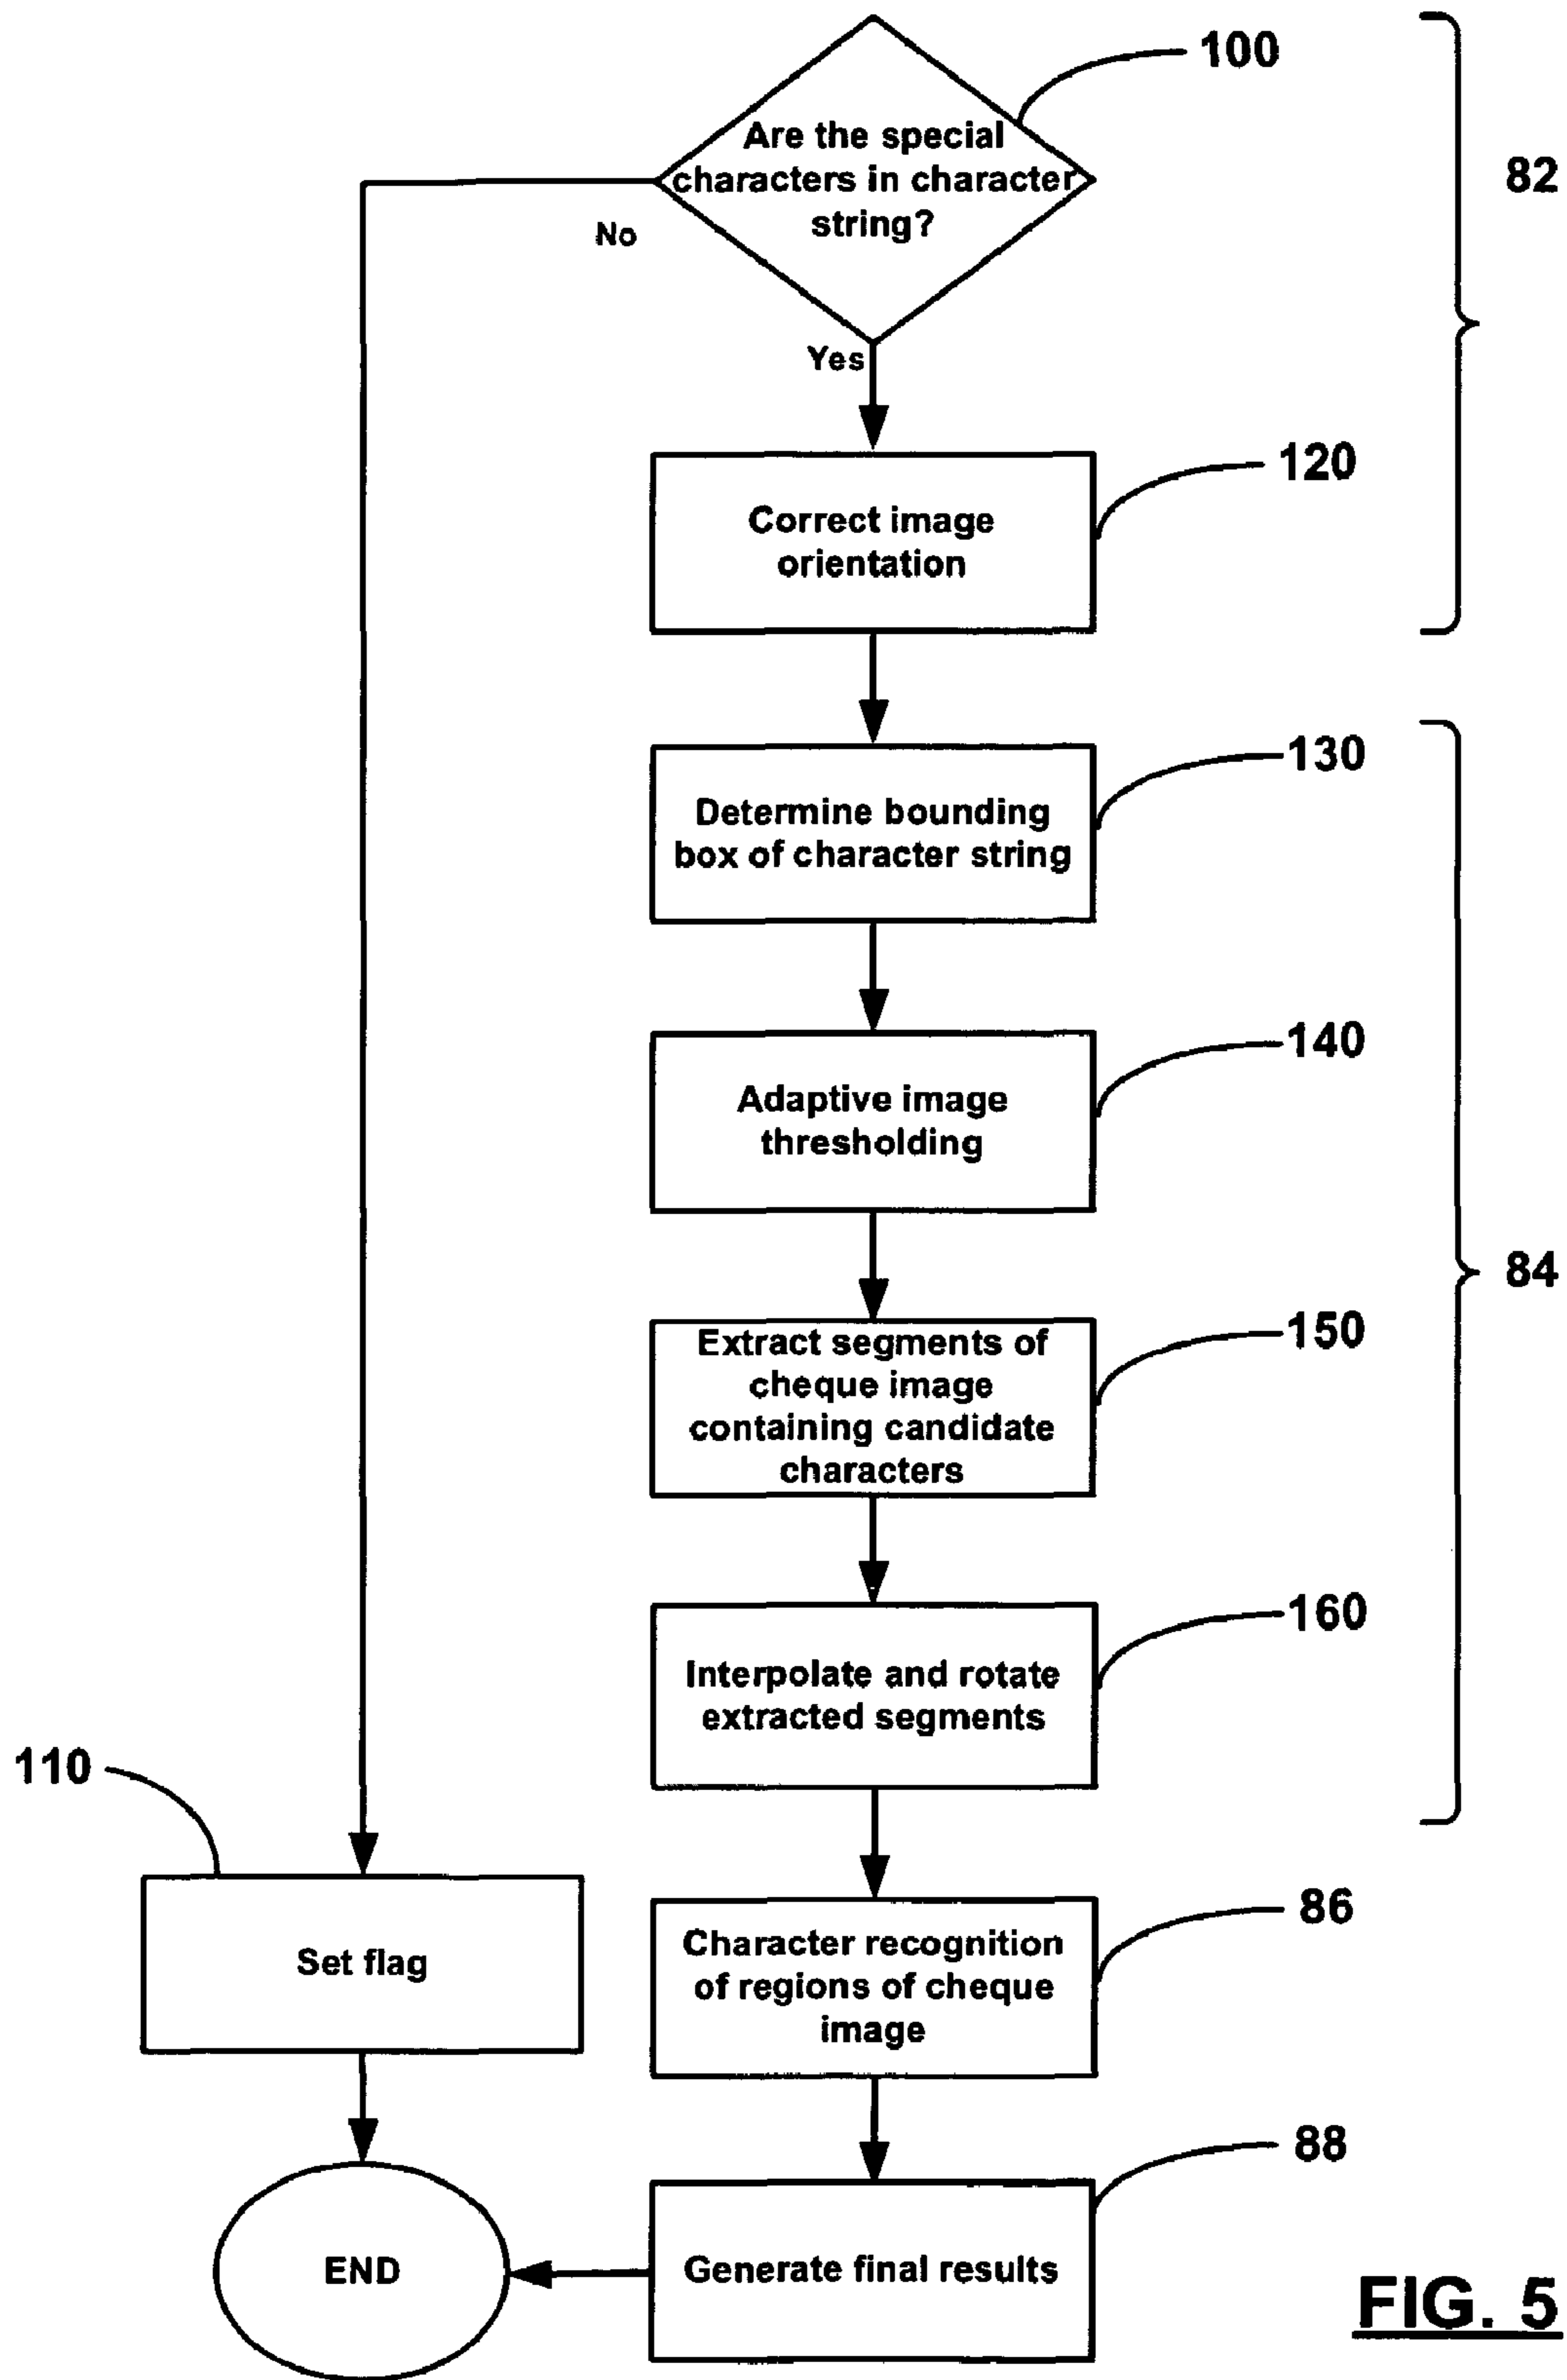 100
Are the special
characters in character
string?
82
No
Yes
120
Correct image
orientation
130
Determine bounding
box of character string
140
Adaptive image
thresholding
84
150
Extract segments of
cheque image
containing candidate
characters
160
Interpolate and rotate
extracted segments
110
Set flag
86
Character recognition
of regions of cheque
image
88
END
Generate final results
FIG. 5